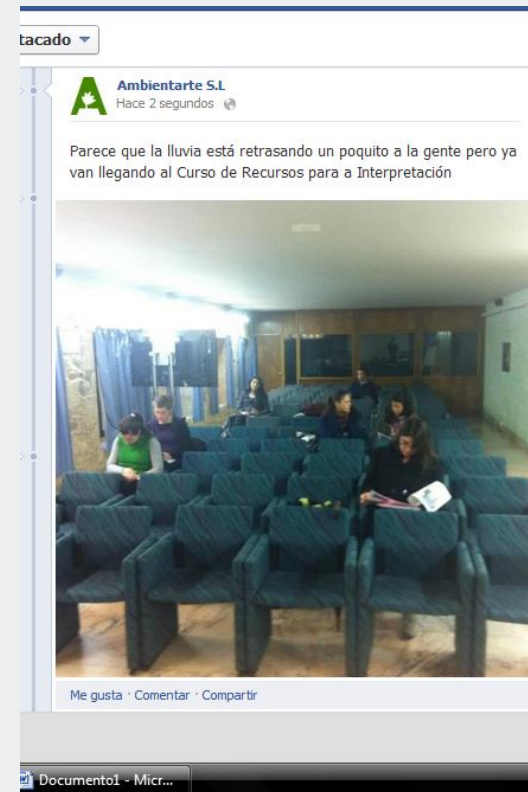 tacado
Ambientarte S.L
Hace 2 segundos
Parece que la lluvia está retrasando un poquito a la gente pero ya
van llegando al Curso de Recursos para a Interpretación
Me gusta · Comentar · Compartir
Documento1 - Micr...